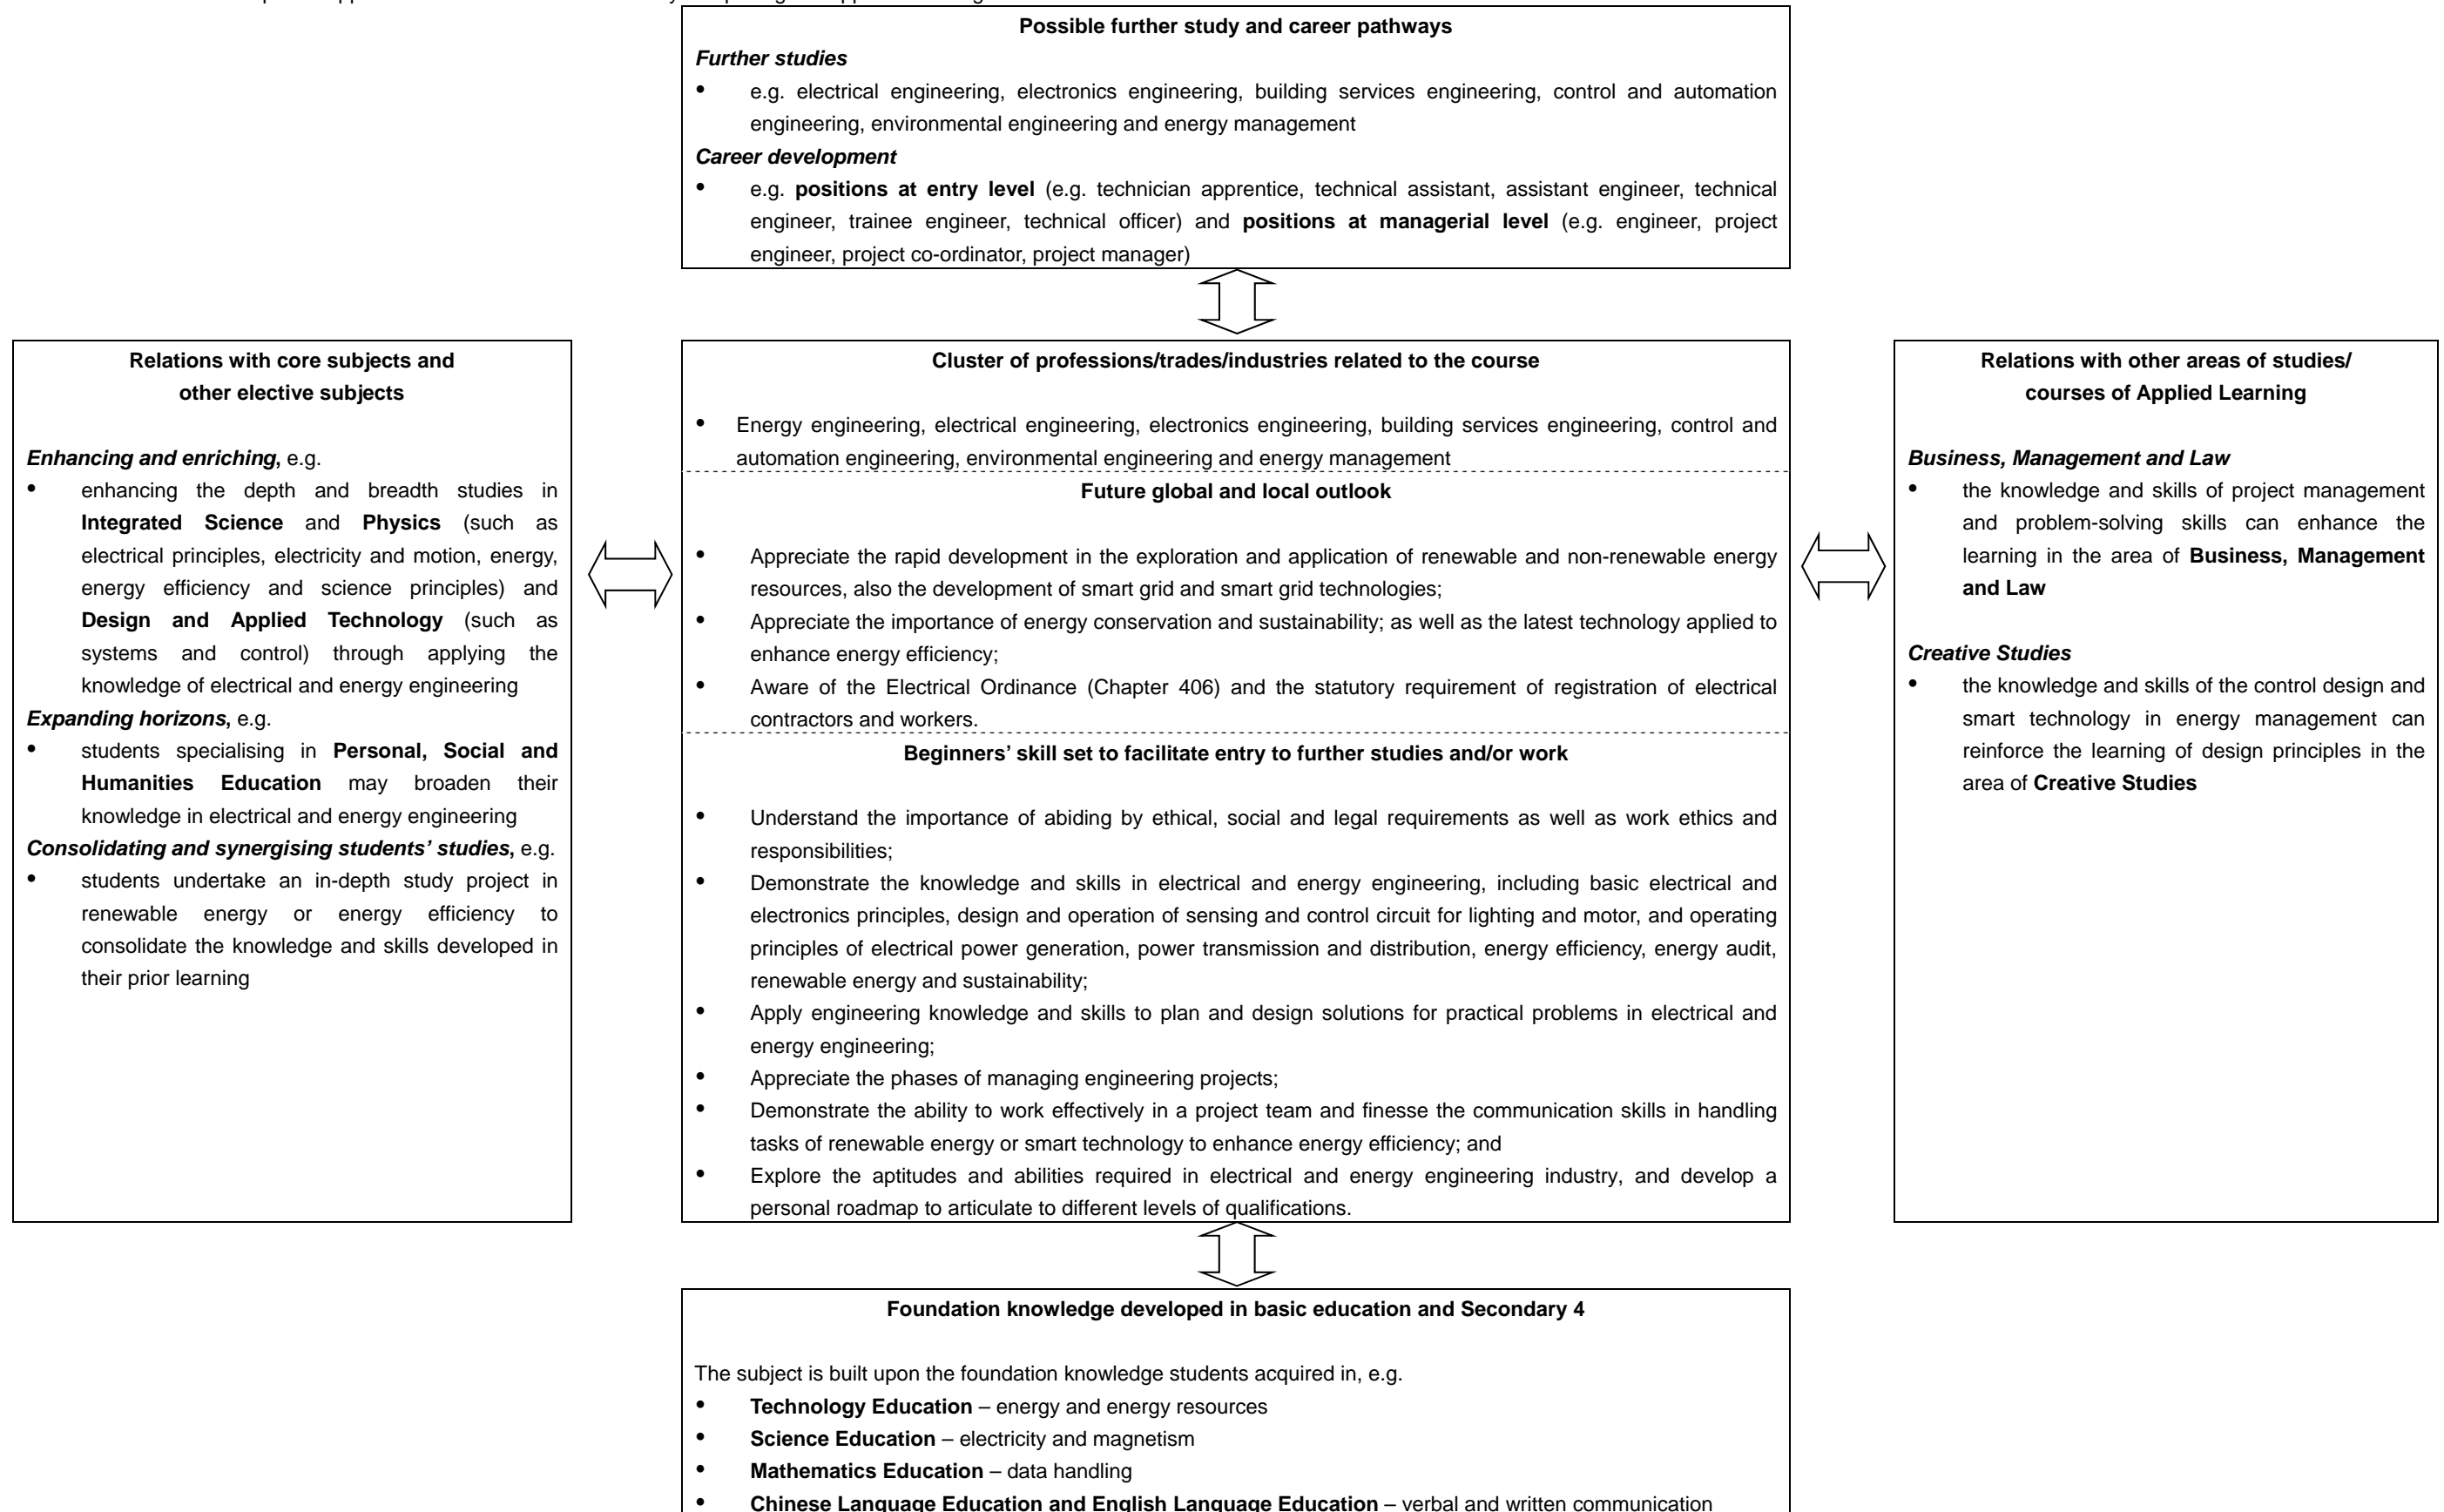 Possible further study and career pathways
Further studies
• e.g. electrical engineering, electronics engineering, building services engineering, control and automation
engineering, environmental engineering and energy management
Career development
• e.g. positions at entry level (e.g. technician apprentice, technical assistant, assistant engineer, technical
engineer, trainee engineer, technical officer) and positions at managerial level (e.g. engineer, project
engineer, project co-ordinator, project manager)
Relations with core subjects and
other elective subjects
Enhancing and enriching, e.g.
• enhancing the depth and breadth studies in
Integrated Science and Physics (such as
electrical principles, electricity and motion, energy,
energy efficiency and science principles) and
Design and Applied Technology (such as
systems and control) through applying the
knowledge of electrical and energy engineering
Expanding horizons, e.g.
• students specialising in Personal, Social and
Humanities Education may broaden their
knowledge in electrical and energy engineering
Consolidating and synergising students’ studies, e.g.
• students undertake an in-depth study project in
renewable energy or energy efficiency to
consolidate the knowledge and skills developed in
their prior learning
Cluster of professions/trades/industries related to the course
• Energy engineering, electrical engineering, electronics engineering, building services engineering, control and
automation engineering, environmental engineering and energy management
Future global and local outlook
• Appreciate the rapid development in the exploration and application of renewable and non-renewable energy
resources, also the development of smart grid and smart grid technologies;
• Appreciate the importance of energy conservation and sustainability; as well as the latest technology applied to
enhance energy efficiency;
• Aware of the Electrical Ordinance (Chapter 406) and the statutory requirement of registration of electrical
contractors and workers.
Beginners’ skill set to facilitate entry to further studies and/or work
• Understand the importance of abiding by ethical, social and legal requirements as well as work ethics and
responsibilities;
• Demonstrate the knowledge and skills in electrical and energy engineering, including basic electrical and
electronics principles, design and operation of sensing and control circuit for lighting and motor, and operating
principles of electrical power generation, power transmission and distribution, energy efficiency, energy audit,
renewable energy and sustainability;
• Apply engineering knowledge and skills to plan and design solutions for practical problems in electrical and
energy engineering;
• Appreciate the phases of managing engineering projects;
• Demonstrate the ability to work effectively in a project team and finesse the communication skills in handling
tasks of renewable energy or smart technology to enhance energy efficiency; and
• Explore the aptitudes and abilities required in electrical and energy engineering industry, and develop a
personal roadmap to articulate to different levels of qualifications.
Relations with other areas of studies/
courses of Applied Learning
Business, Management and Law
• the knowledge and skills of project management
and problem-solving skills can enhance the
learning in the area of Business, Management
and Law
Creative Studies
• the knowledge and skills of the control design and
smart technology in energy management can
reinforce the learning of design principles in the
area of Creative Studies
Foundation knowledge developed in basic education and Secondary 4
The subject is built upon the foundation knowledge students acquired in, e.g.
• Technology Education – energy and energy resources
• Science Education – electricity and magnetism
• Mathematics Education – data handling
• Chinese Language Education and English Language Education – verbal and written communication